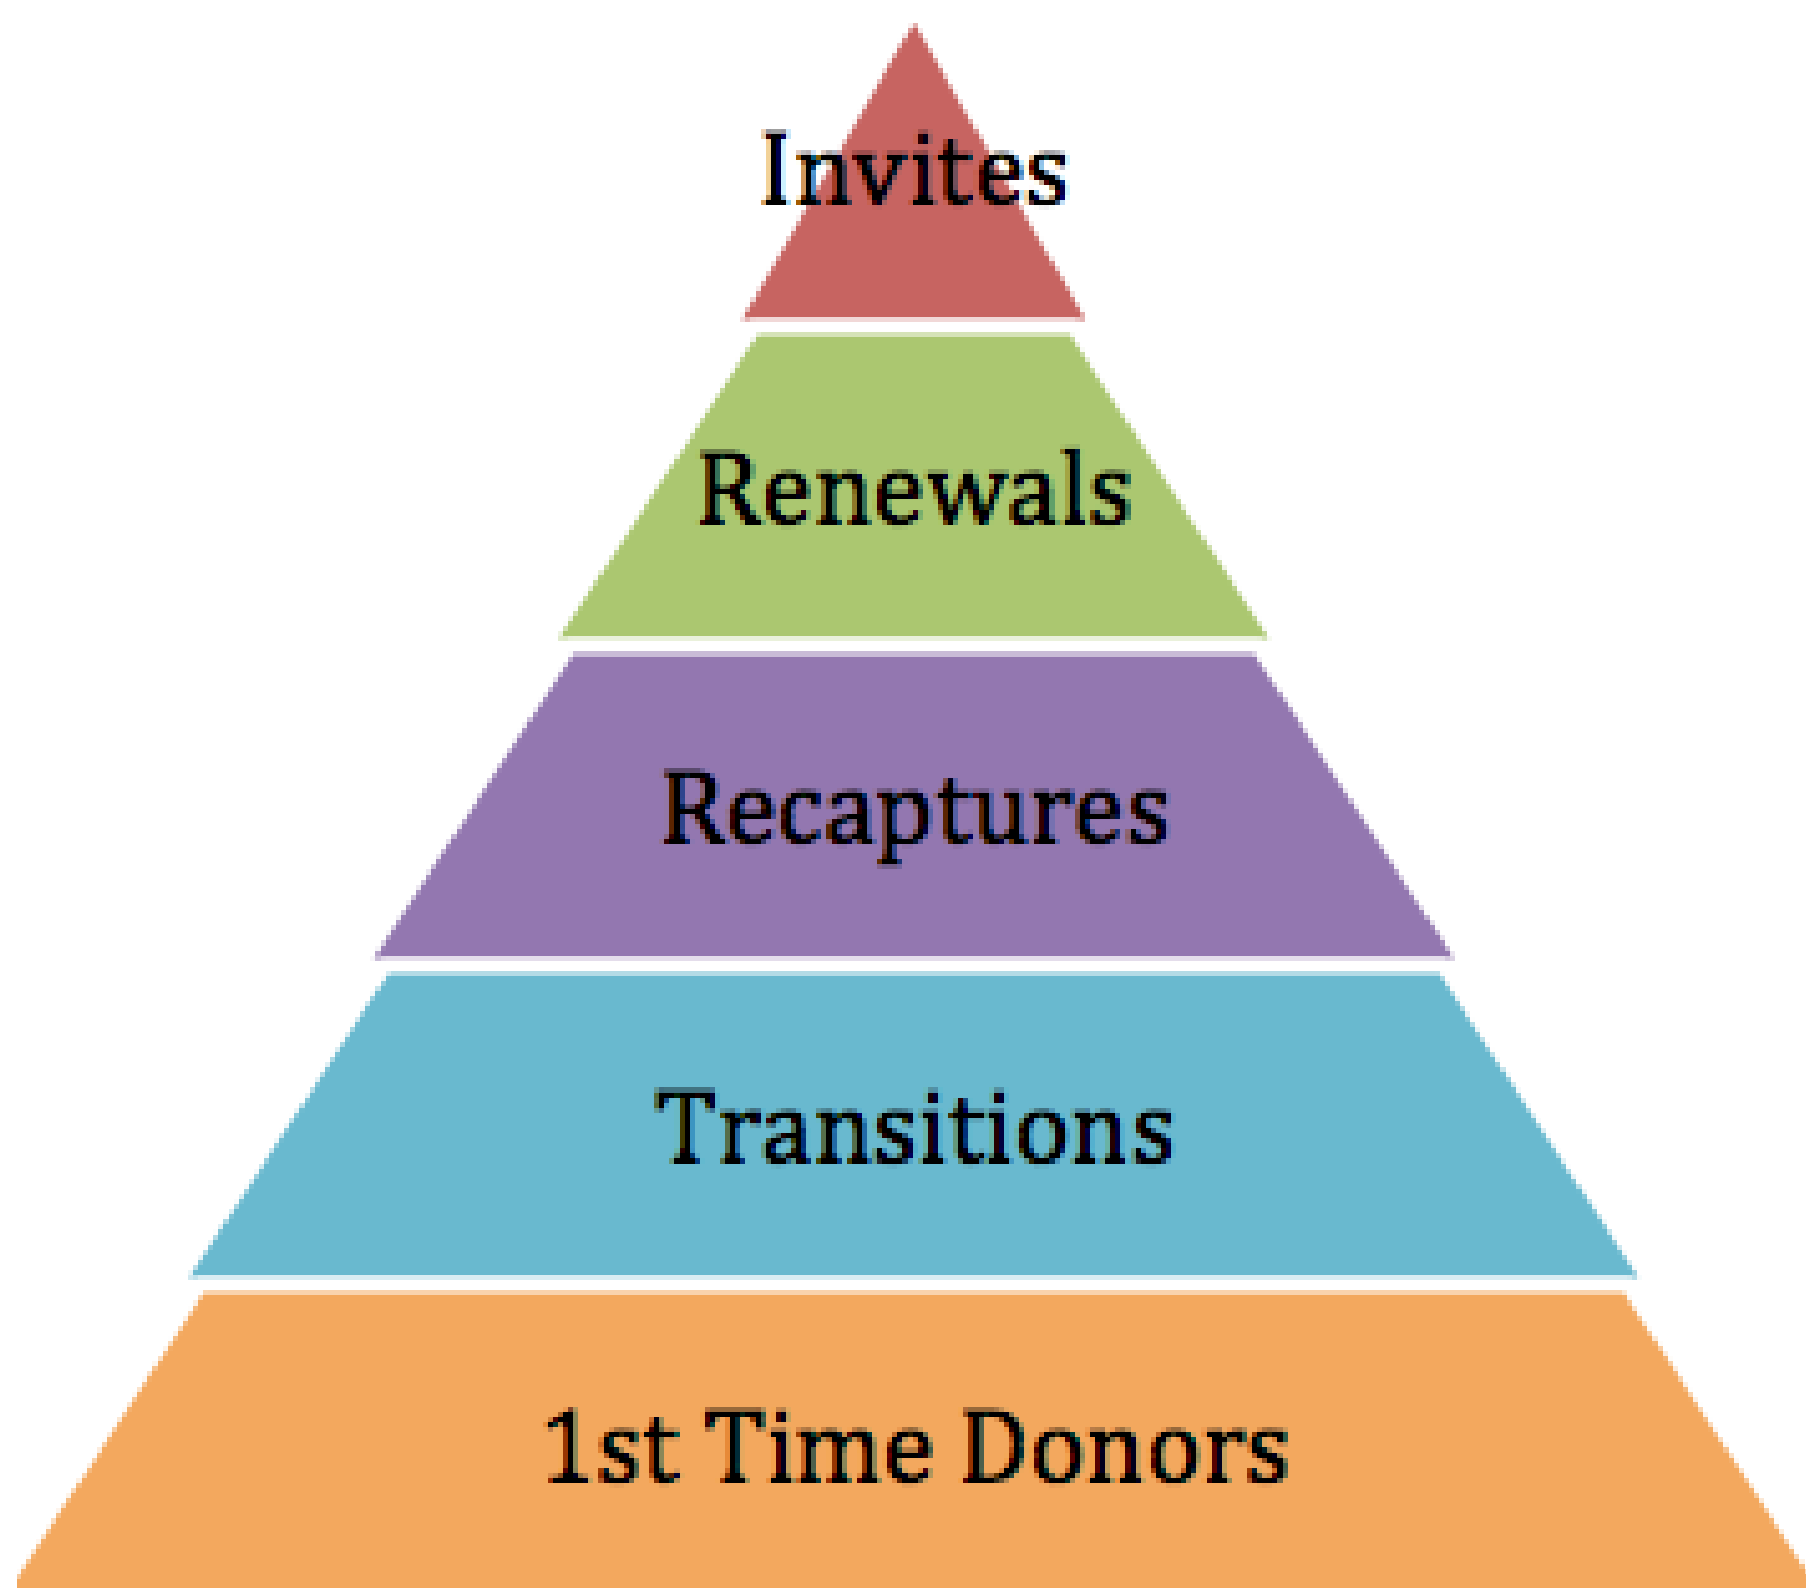 Invites
Renewals
Recaptures
Transitions
1st Time Donors